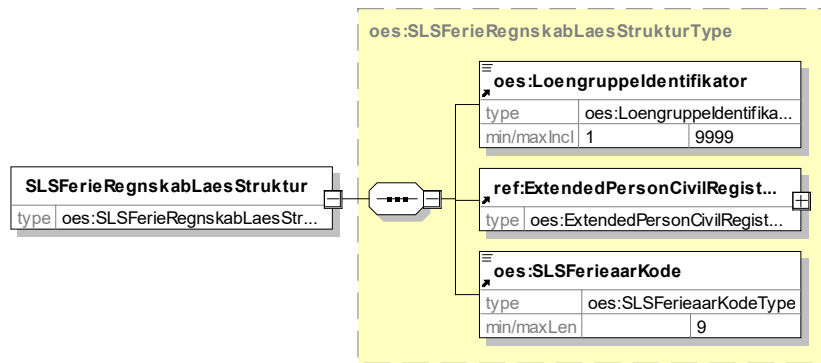 oes:SLSFerieRegnskabLaesStrukturType
oes:LoengruppeIdentifikator
type oes:LoengruppeIdentifika...
min/maxIncl 1 9999
SLSFerieRegnskabLaesStruktur
type oes:SLSFerieRegnskabLaesStr...
ref:ExtendedPersonCivilRegist...
type oes:ExtendedPersonCivilRegist...
oes:SLSFerieaarKode
type oes:SLSFerieaarKodeType
min/maxLen 9